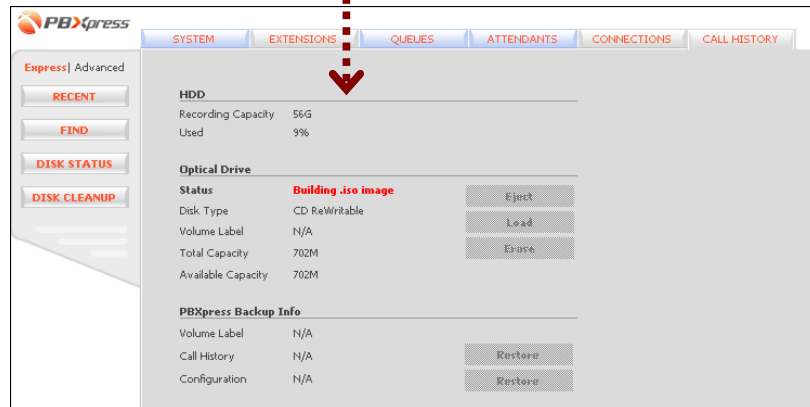 PBXpress
SYSTEM EXTENSIONS QUEUES ATTENDANTS CONNECTIONS CALL HISTORY
Express| Advanced
RECENT
FIND
DISK STATUS
DISK CLEANUP
HDD
Recording Capacity 56G
Used 9%
Optical Drive
Status Building .iso image Eject
Disk Type CD ReWritable
Load
Volume Label N/A
Total Capacity 702M Erase
Available Capacity 702M
PBXpress Backup Info
Volume Label N/A
Call History N/A Restore
Configuration N/A Restore